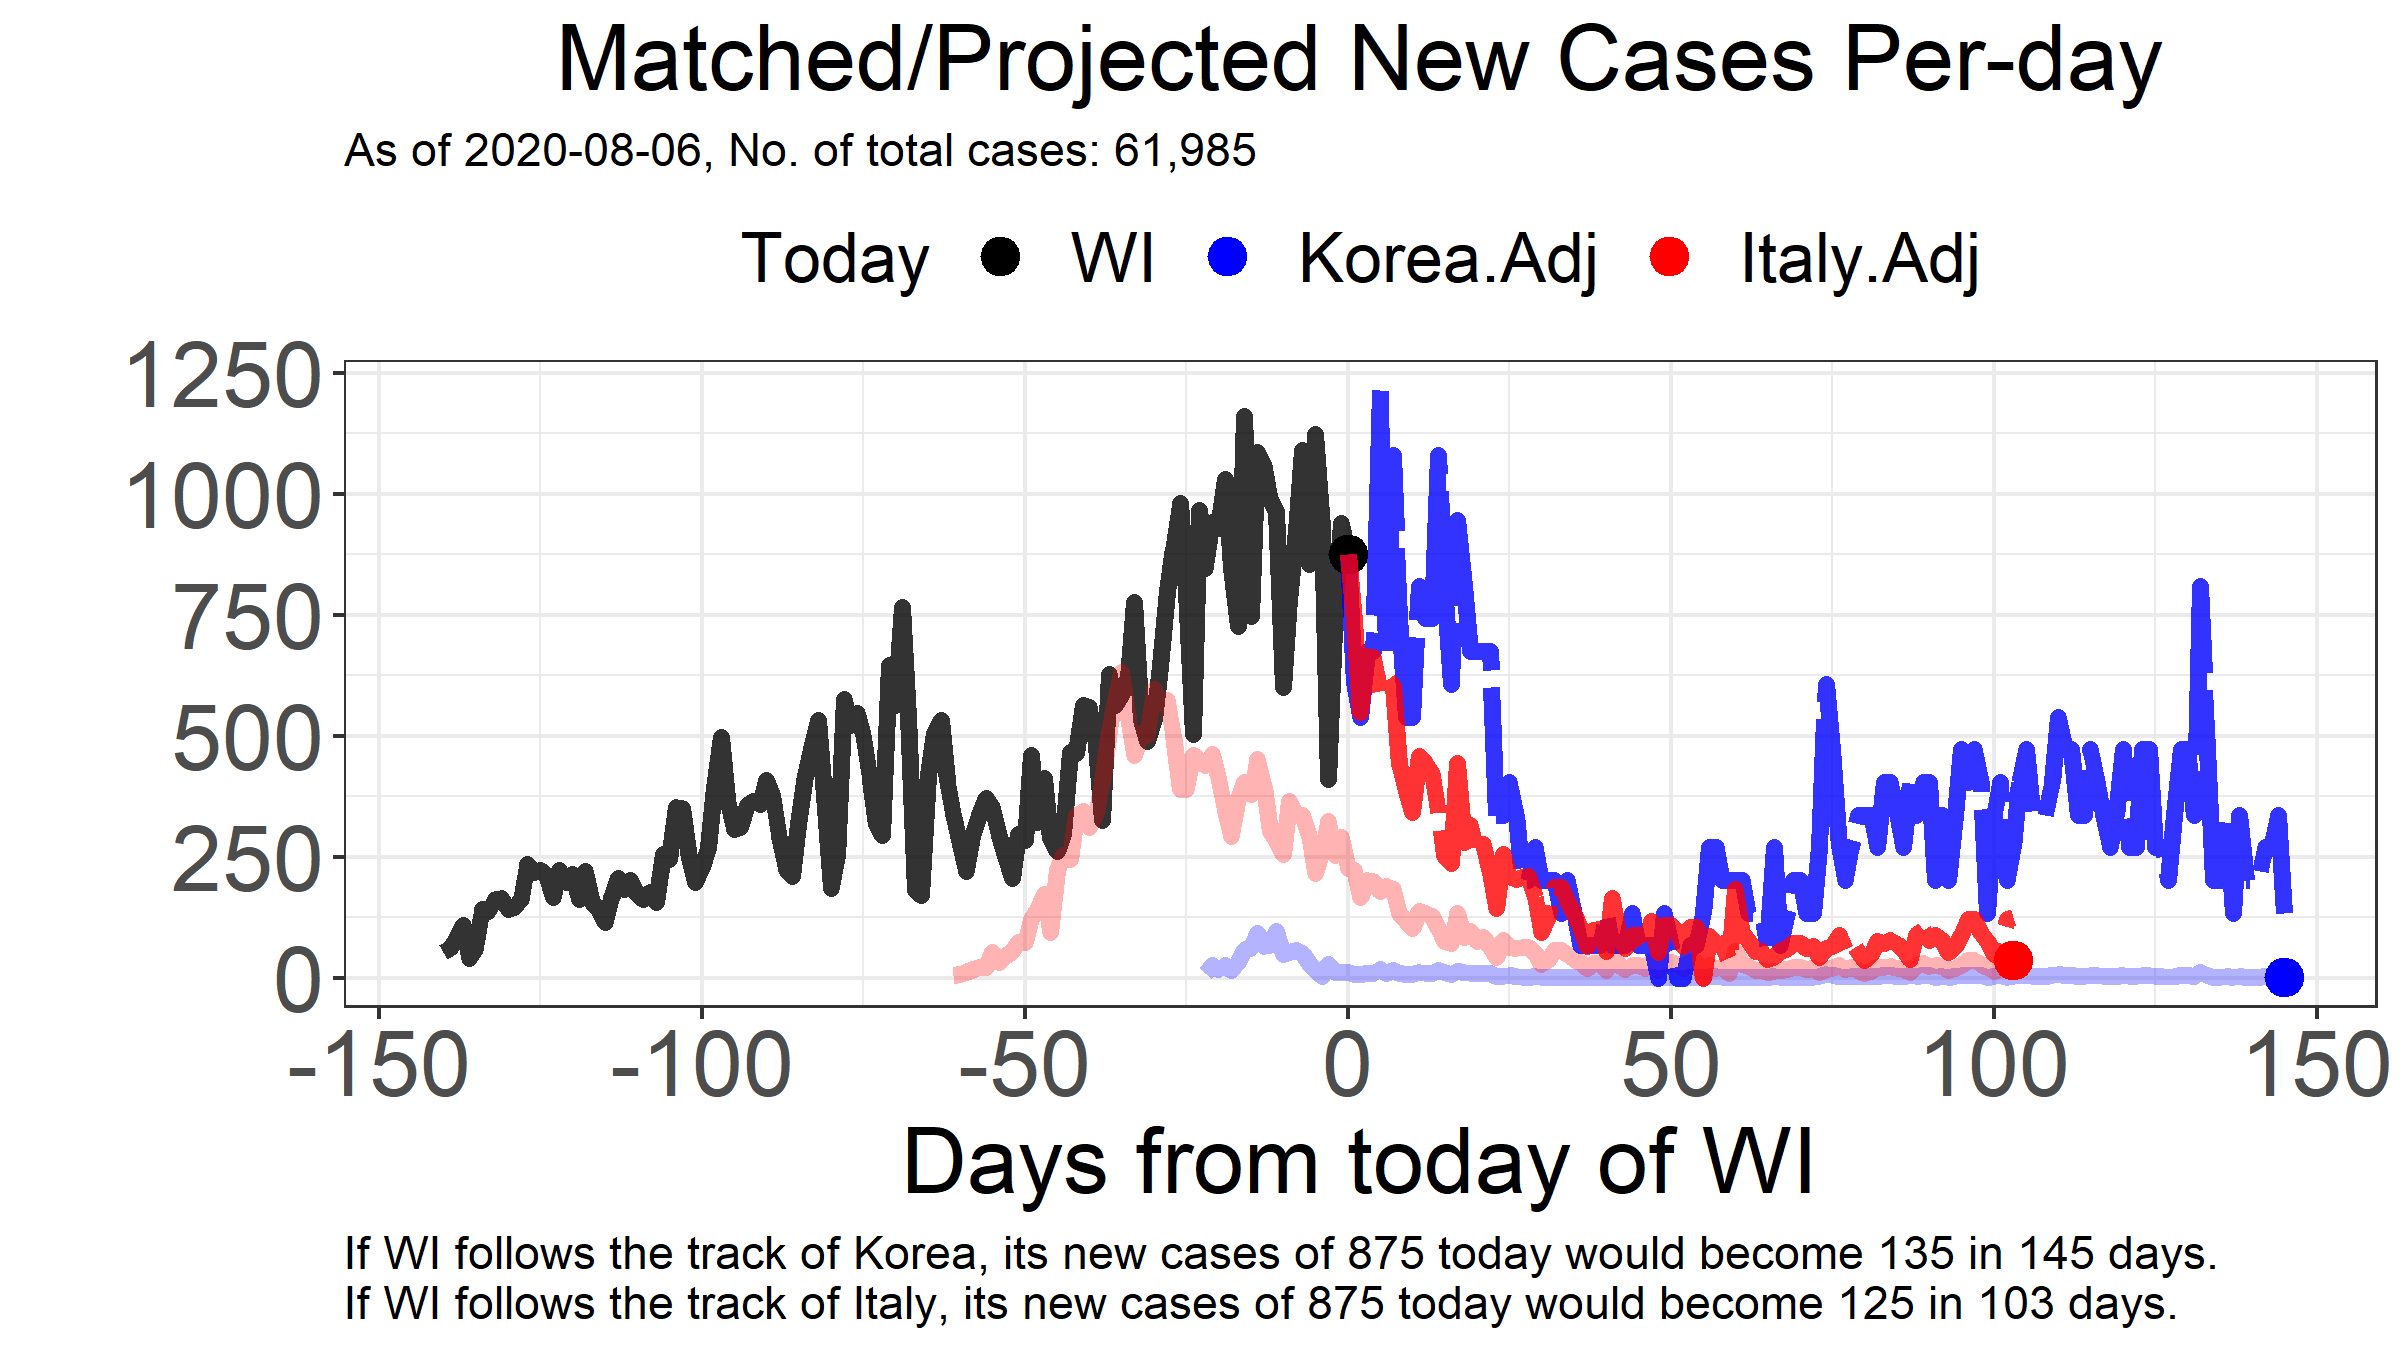 Matched/Projected New Cases Per-day
As of 2020-08-06, No. of total cases: 61,985
Today WI Korea.Adj Italy.Adj
1250
1000
750
500
250
0
-150 -100 -50 0 50 100 150
Days from today of WI
If WI follows the track of Korea, its new cases of 875 today would become 135 in 145 days.
If WI follows the track of Italy, its new cases of 875 today would become 125 in 103 days.